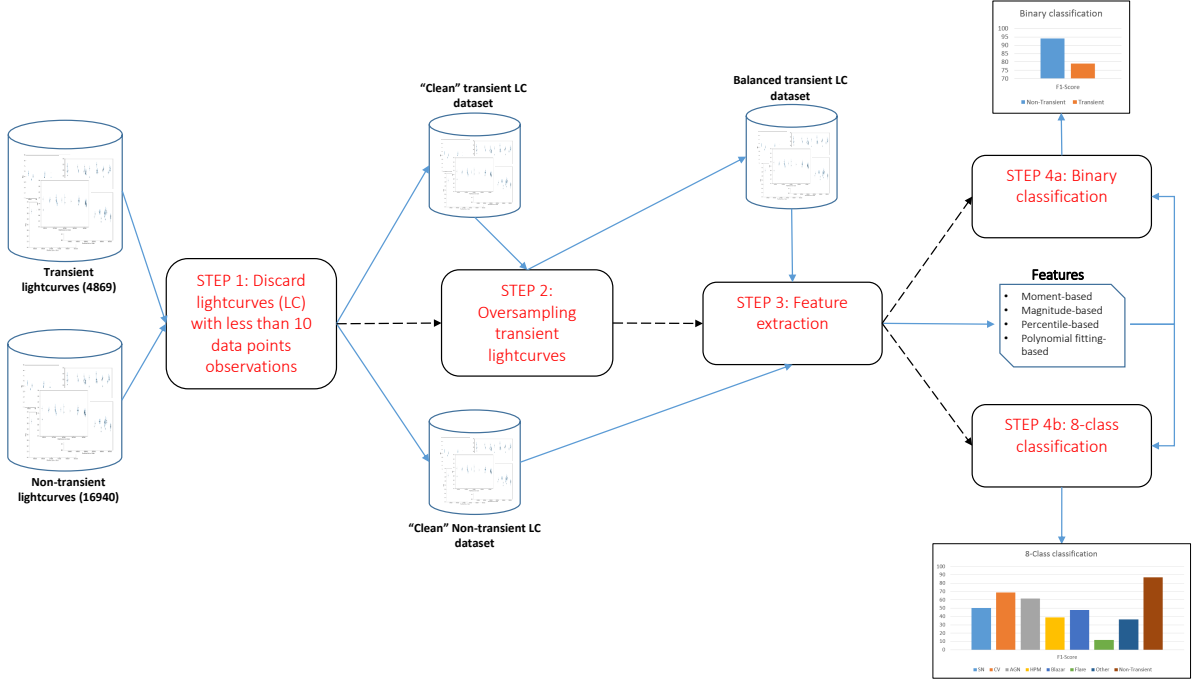 Transient
lightcurves (4869)
Non-transient
lightcurves (16940)
STEP 1: Discard
lightcurves (LC)
with less than 10
data points
observations
“Clean” transient LC
dataset
STEP 2:
Oversampling
transient
lightcurves
“Clean” Non-transient LC
dataset
Balanced transient LC
dataset
STEP 3: Feature
extraction
Binary classification
100
95
90
85
80
75
70
F1-Score
Non-Transient
Transient
STEP 4a: Binary
classification
Features
• Moment-based
• Magnitude-based
• Percentile-based
• Polynomial fitting-
based
STEP 4b: 8-class
classification
8-Class classification
100
90
80
70
60
50
40
30
20
10
0
F1-Score
SN CV AGN HPM Blazar Flare Other Non-Transient